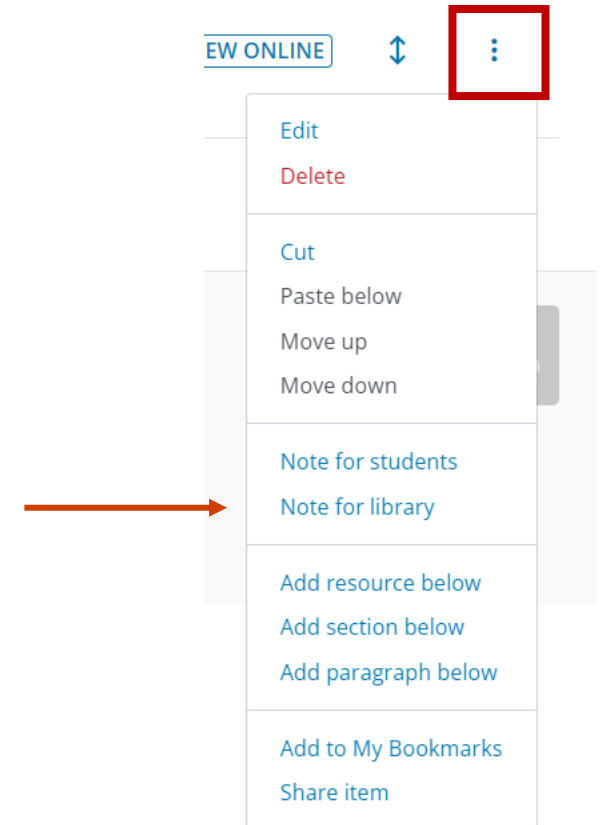 EW ONLINE
Edit
Delete
Cut
Paste below
Move up
Move down
Note for students
Note for library
Add resource below
Add section below
Add paragraph below
Add to My Bookmarks
Share item